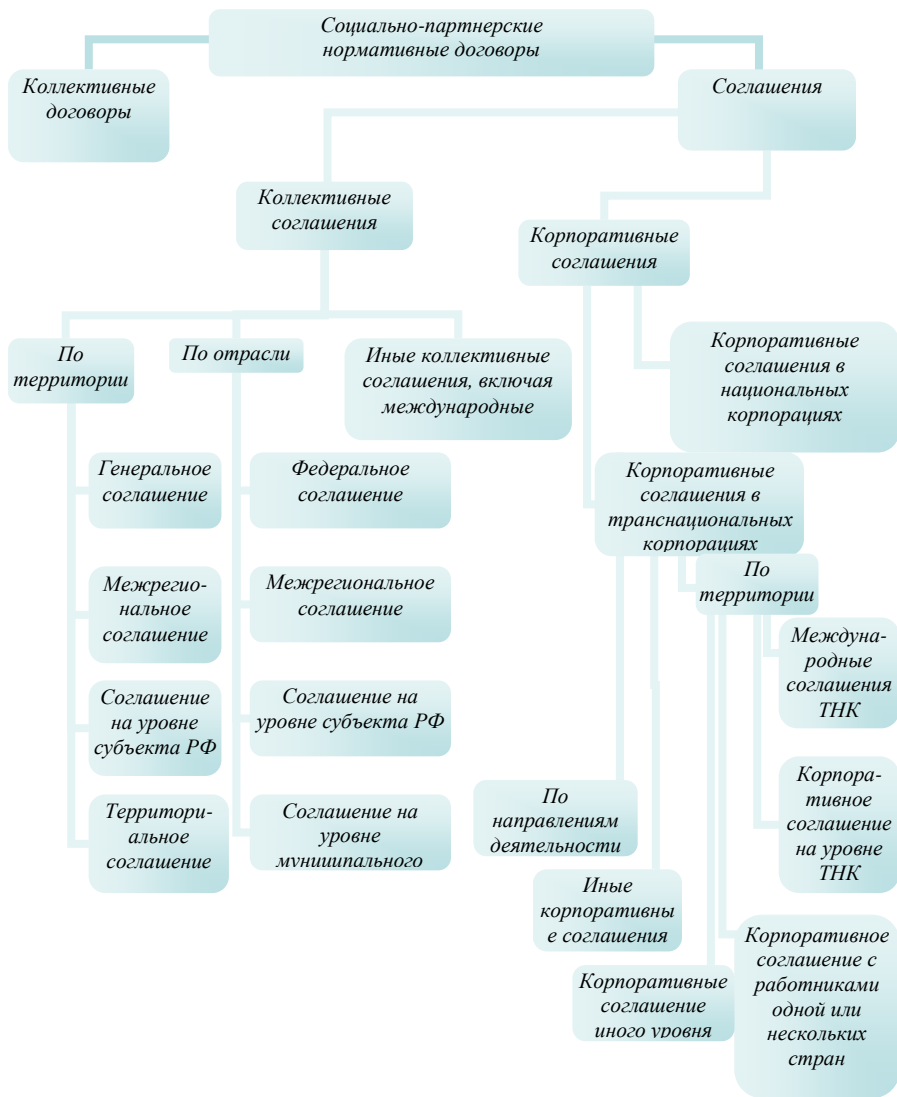 Социально-партнерские
нормативные договоры
Коллективные
договоры
Соглашения
Коллективные
соглашения
Корпоративные
соглашения
По
территории
По отрасли
Иные коллективные
соглашения, включая
международные
Корпоративные
соглашения в
национальных
корпорациях
Генеральное
соглашение
Федеральное
соглашение
Корпоративные
соглашения в
транснациональных
корпорациях
Межрегио-
нальное
соглашение
Межрегиональное
соглашение
По
территории
Междуна-
родные
соглашения
ТНК
Соглашение
на уровне
субъекта РФ
Соглашение на
уровне субъекта РФ
Территори-
альное
соглашение
Соглашение на
уровне
муниципального
По
направлениям
деятельности
Корпора-
тивное
соглашение
на уровне
ТНК
Иные
корпоративны
е соглашения
Корпоративные
соглашение
иного уровня
Корпоративное
соглашение с
работниками
одной или
нескольких
стран